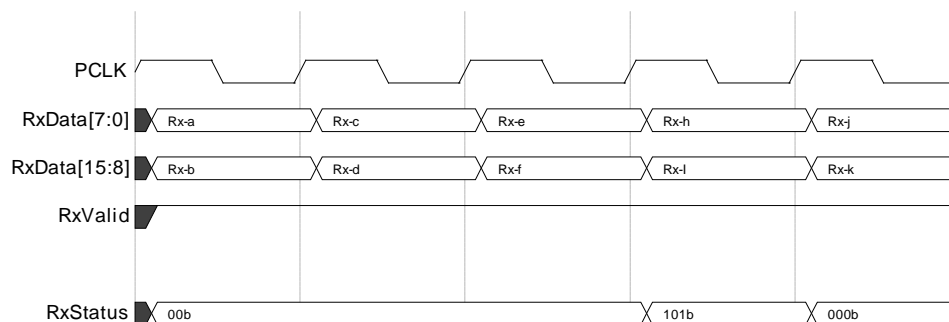 PCLK
RxData[7:0] Rx-a Rx-c Rx-e Rx-h Rx-j
RxData[15:8] Rx-b Rx-d Rx-f Rx-I Rx-k
RxValid
RxStatus 00b 101b 000b